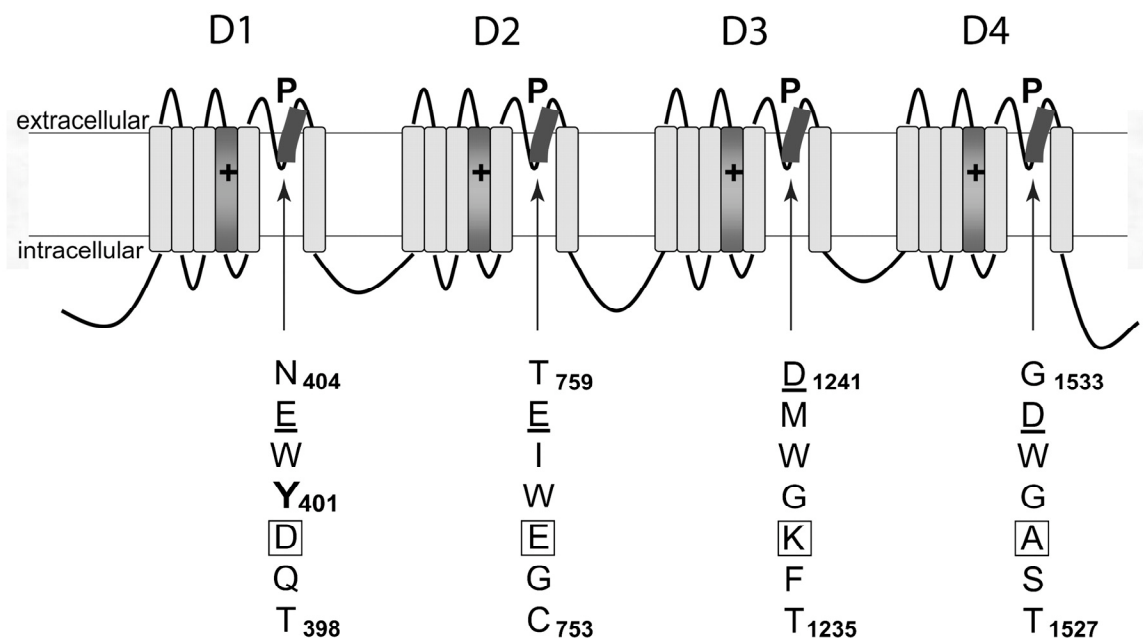 D1 D2 D3 D4
P P P P
extracellular
+ + + +
intracellular
N404 T759 D1241 G1533
E E M D
W I W W
Y401 W G G
D E K A
Q G F S
T398 C753 T1235 T1527